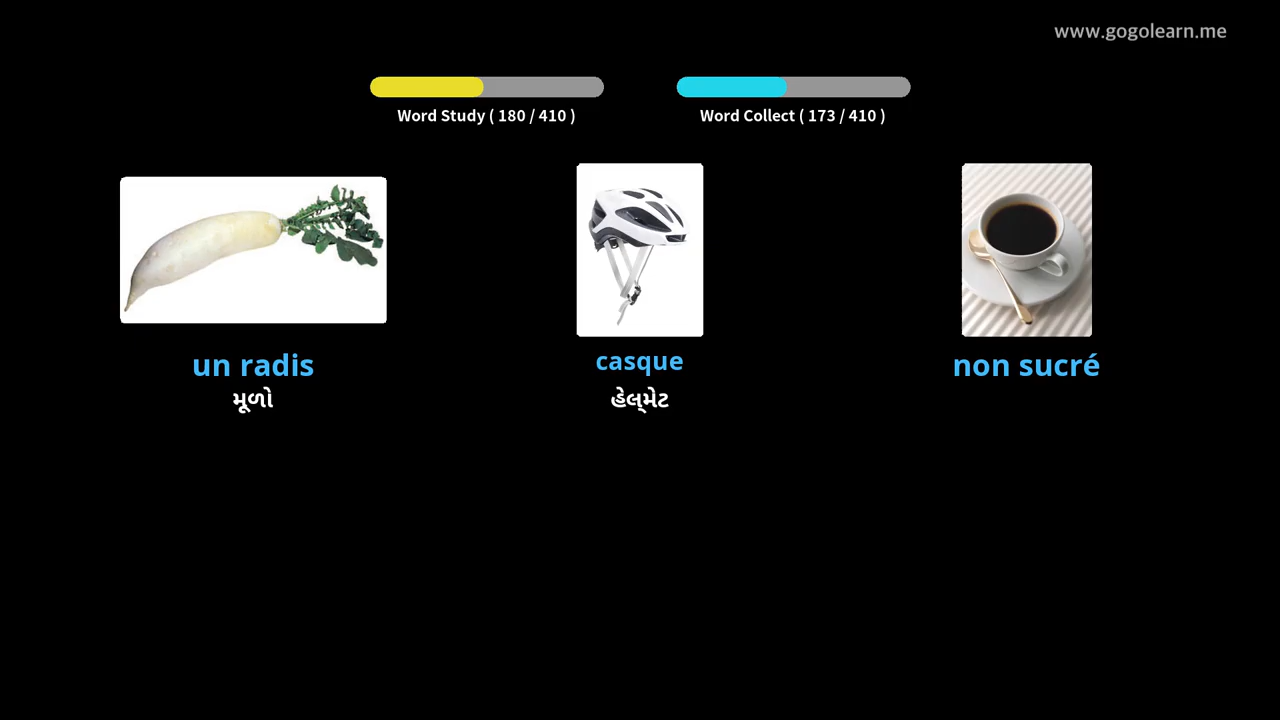 www.gogolearn.me
Word Study ( 180 / 410 )
Word Collect ( 173 / 410 )
un radis
casque
non sucré
મૂળો
હેલ્‌મેટ